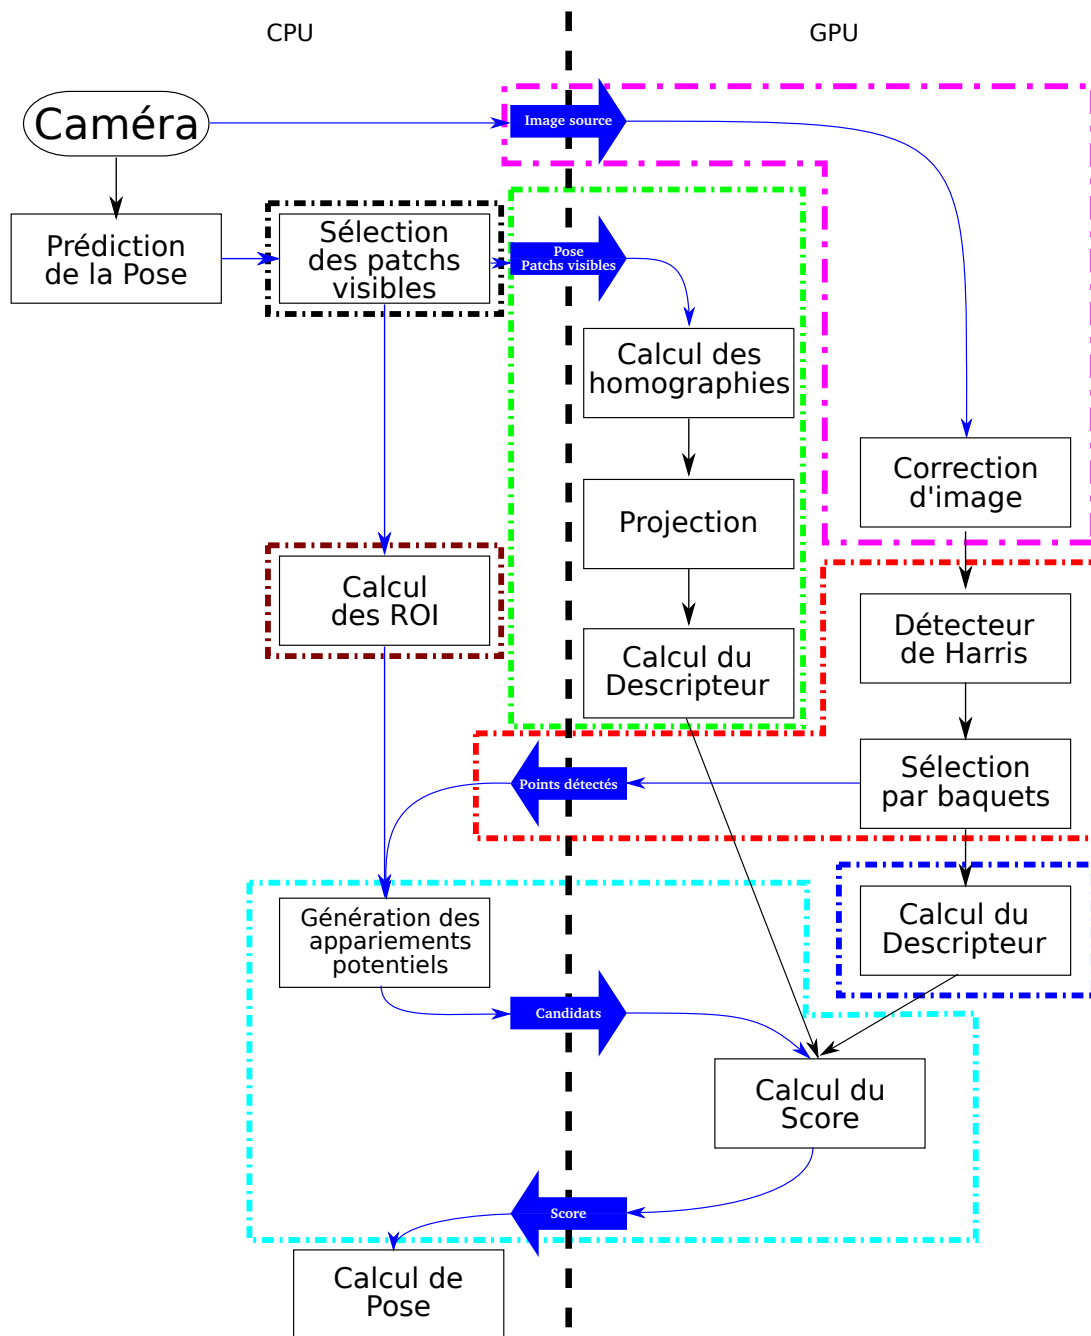 CPU
GPU
Caméra
Image source
Prédiction
de la Pose
Sélection
des patchs
visibles
Pose
Patchs visibles
Calcul des
homographies
Correction
d'image
Projection
Calcul
des ROI
Détecteur
de Harris
Calcul du
Descripteur
Points détectés
Sélection
par baquets
Génération des
appariements
potentiels
Calcul du
Descripteur
Candidats
Calcul du
Score
Score
Calcul de
Pose